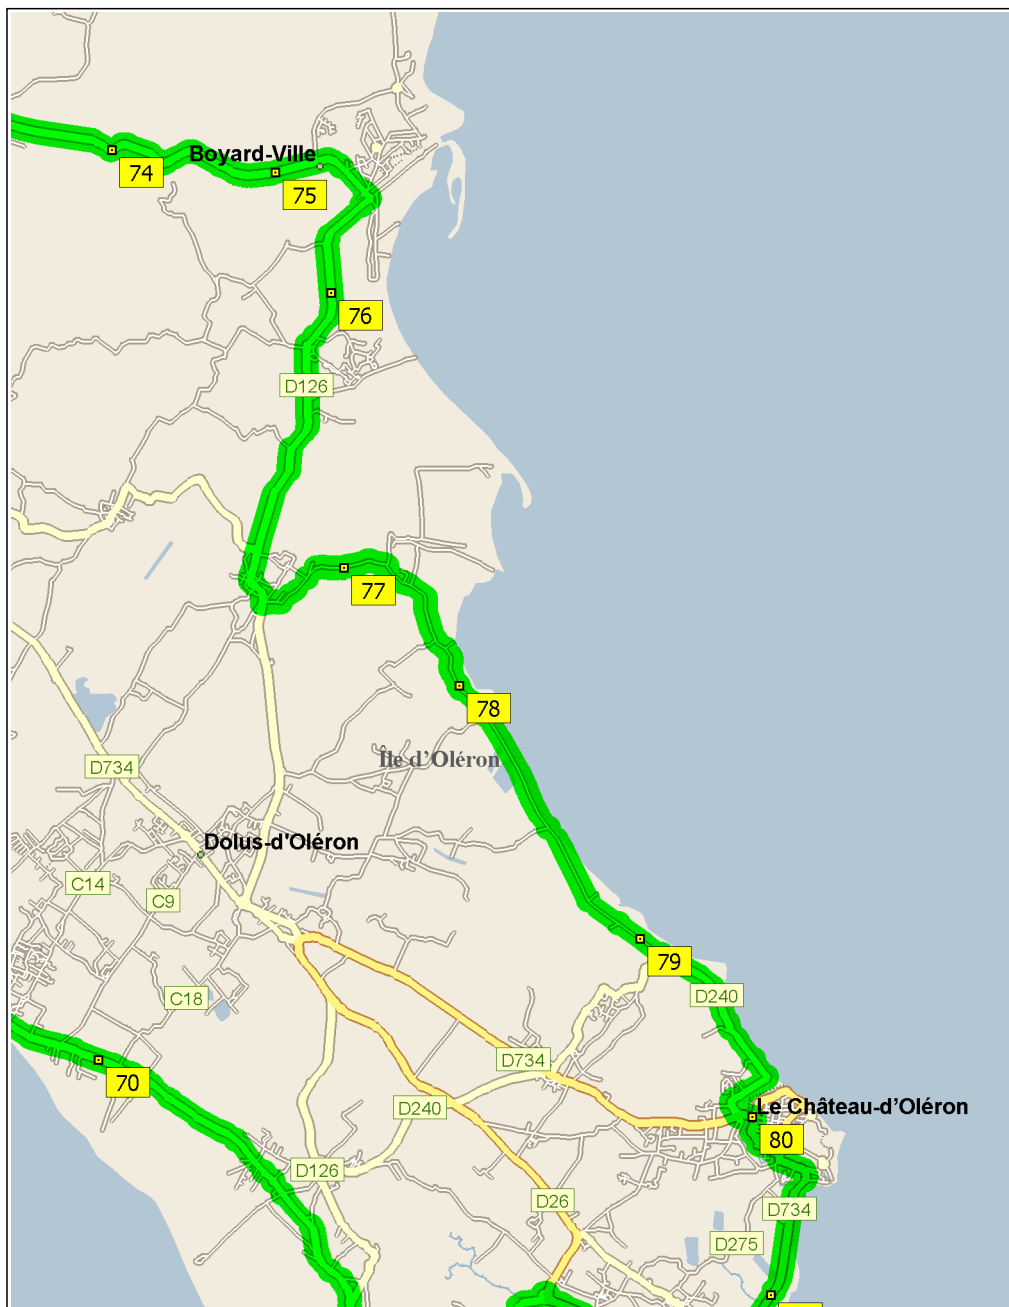 Boyard-Ville
74
75
76
D126
77
78
Île d'Oléron
D734
Dolus-d'Oléron
C14
C9
79
D240
C18
D734
70
D240
Le Château-d'Oléron
80
D126
D26
D734
D275